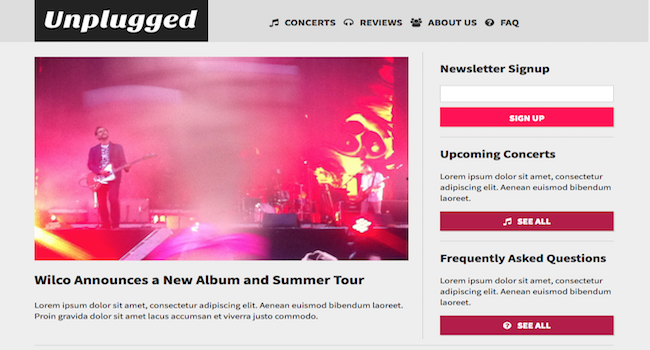 Unplugged
CONCERTS REVIEWS ABOUT US FAQ
Wilco Announces a New Album and Summer Tour
Lorem ipsum dolor sit amet, consectetur adipiscing elit. Aenean euismod bibendum laoreet.
Proin gravida dolor sit amet lacus accumsan et viverra justo commodo.
Newsletter Signup
SIGN UP
Upcoming Concerts
Lorem ipsum dolor sit amet, consectetur
adipiscing elit. Aenean euismod bibendum
laoreet.
SEE ALL
Frequently Asked Questions
Lorem ipsum dolor sit amet, consectetur
adipiscing elit. Aenean euismod bibendum
laoreet.
SEE ALL